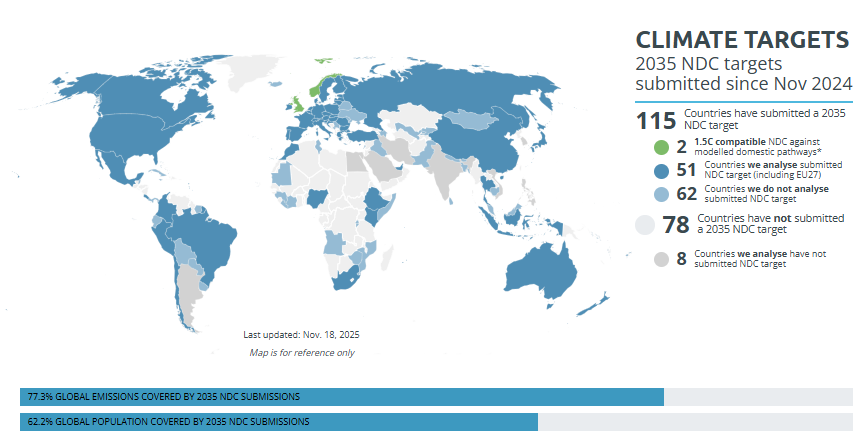 CLIMATE TARGETS
2035 NDC targets
submitted since Nov 2024
115 Countries have submitted a 2035
NDC target
2 1.5C compatible NDC against
modelled domestic pathways*
51 Countries we analyse submitted
NDC target (including EU27)
62 Countries we do not analyse
submitted NDC target
78 Countries have not submitted
a 2035 NDC target
8 Countries we analyse have not
submitted NDC target
Last updated: Nov. 18, 2025
Map is for reference only
77.3% GLOBAL EMISSIONS COVERED BY 2035 NDC SUBMISSIONS
62.2% GLOBAL POPULATION COVERED BY 2035 NDC SUBMISSIONS